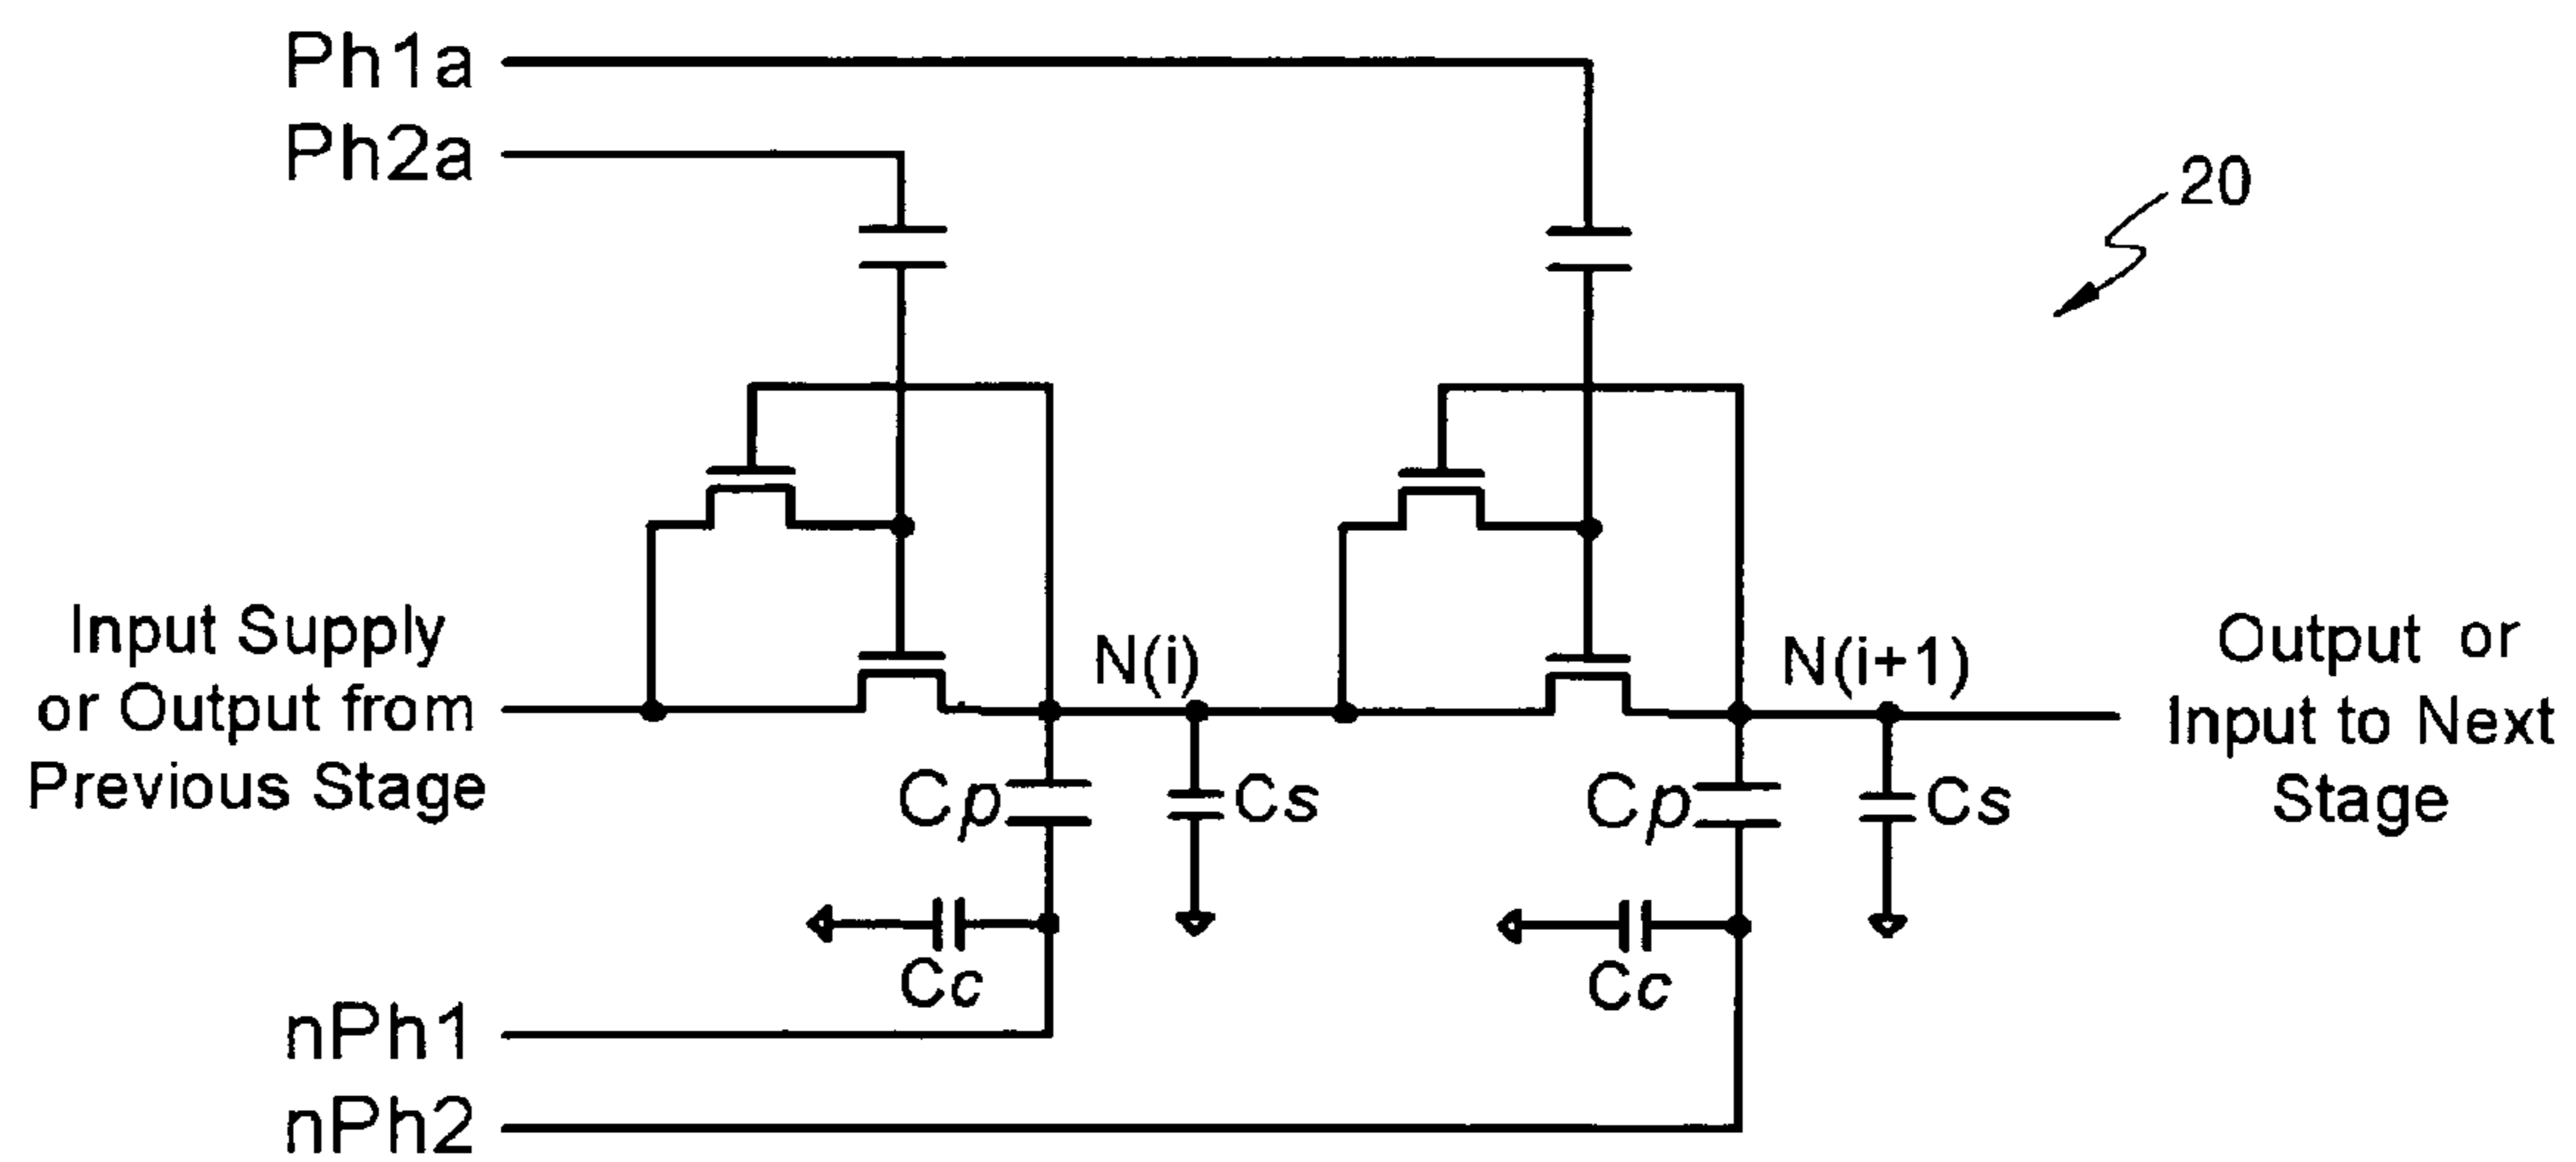 Ph1a
Ph2a
20
Input Supply
or Output from
Previous Stage
N(i)
N(i+1)
Output or
Input to Next
Stage
Cp
Cs
Cp
Cs
Cc
Cc
nPh1
nPh2